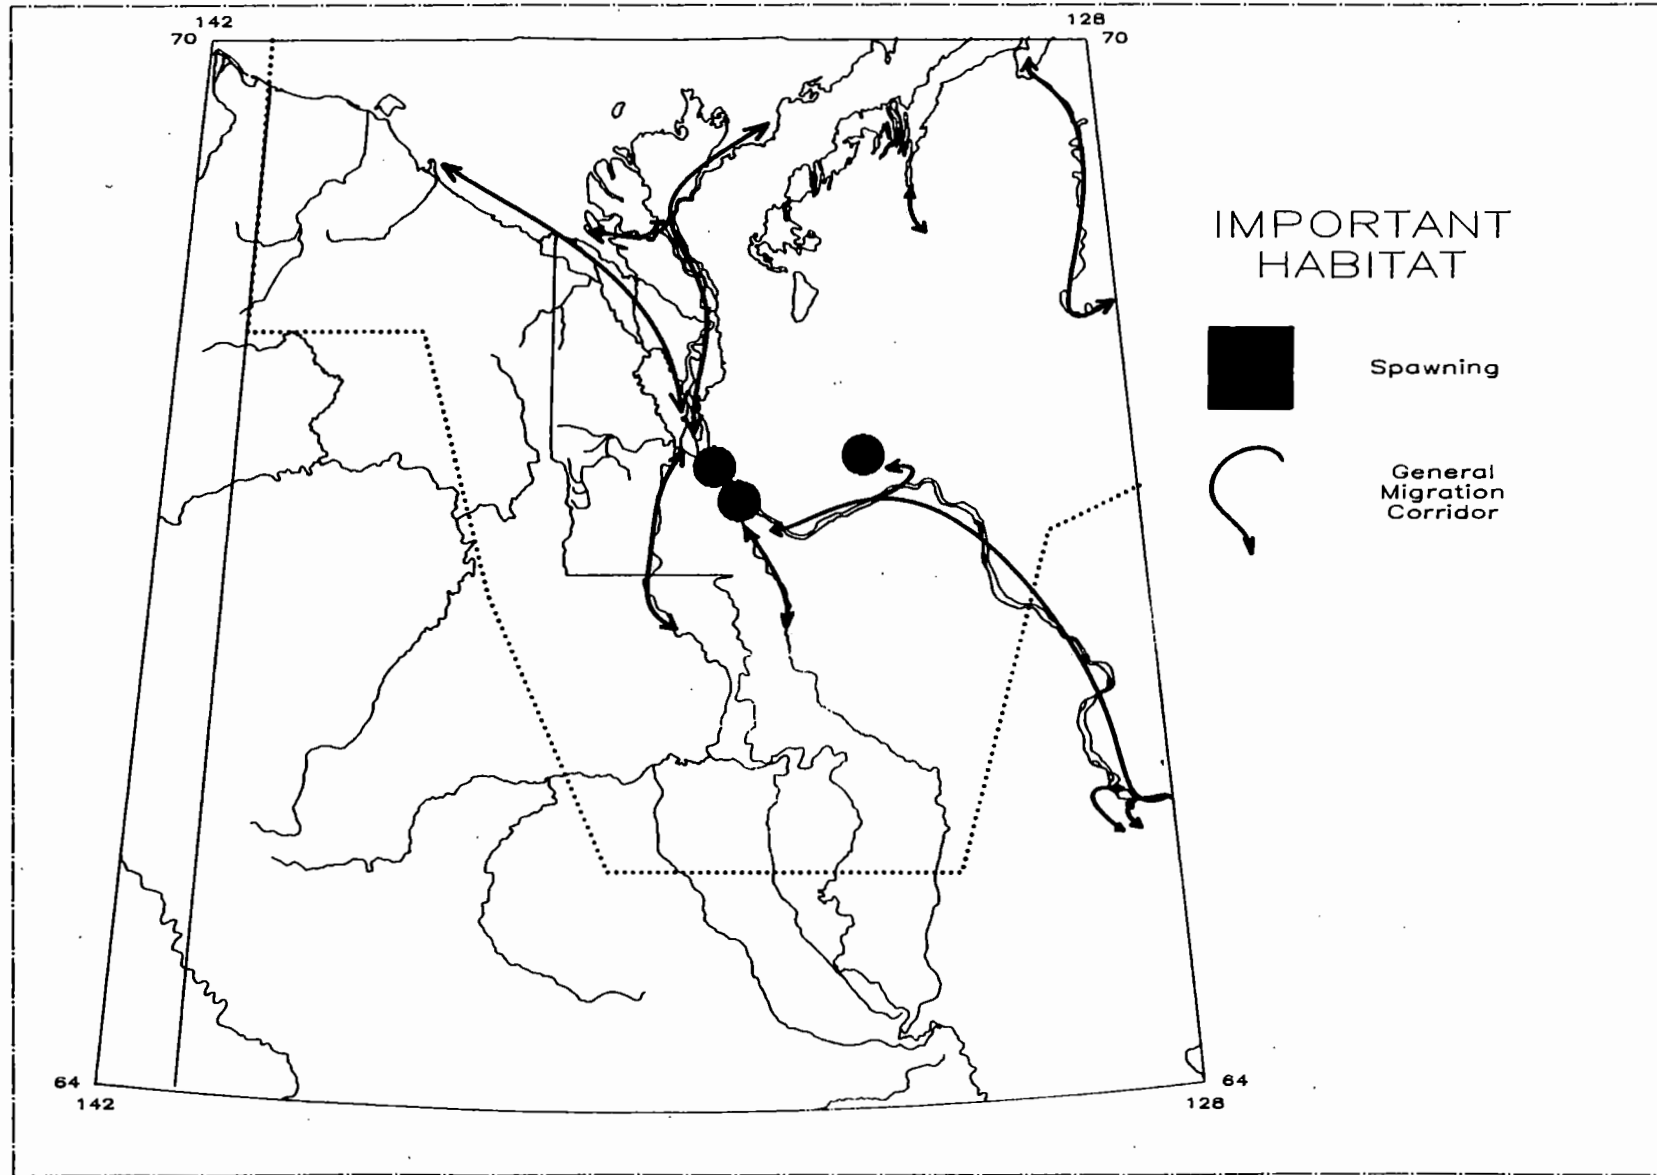 142
128
70
70
IMPORTANT
HABITAT
Spawning
General
Migration
Corridor
64
64
142
128